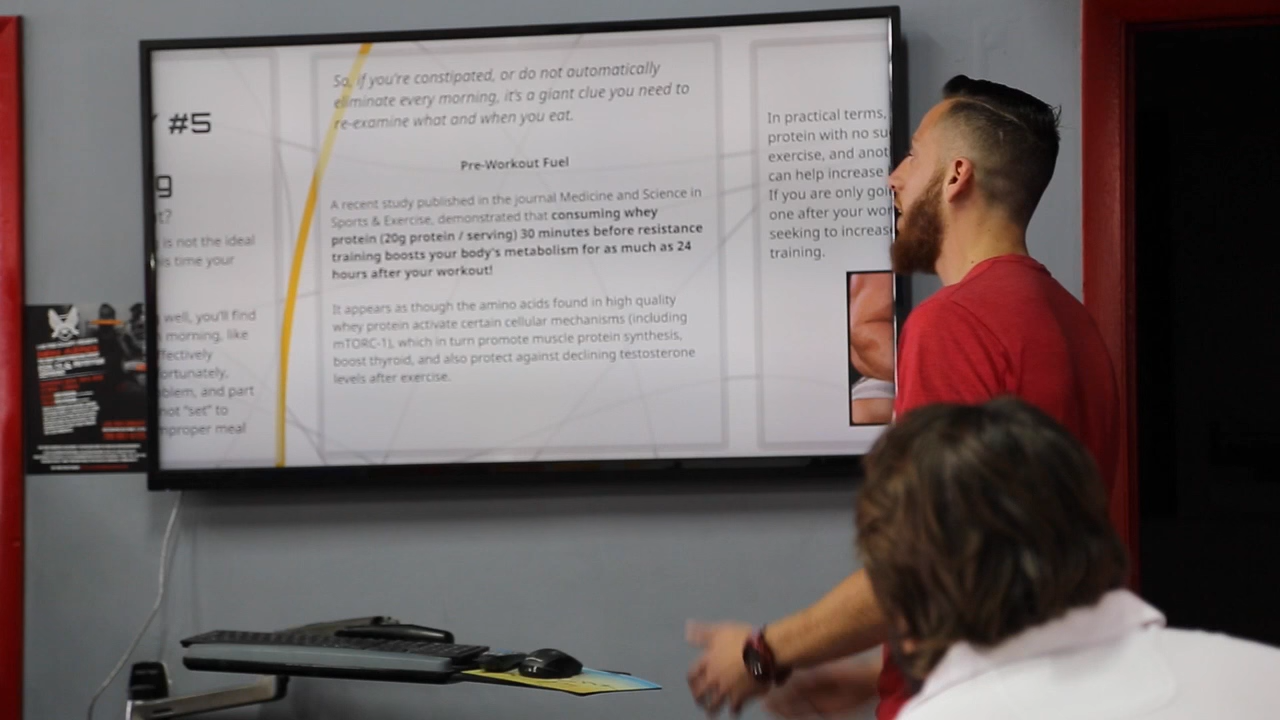 #5
g
t?
is not the ideal
is time your
well, you'll find
morning, like
ffectively
ortunately,
blem, and part
not "set" to
mproper meal
So, if you're constipated, or do not automatically
eliminate every morning, it's a giant clue you need to
re-examine what and when you eat.
Pre-Workout Fuel
A recent study published in the journal Medicine and Science in
Sports & Exercise, demonstrated that consuming whey
protein (20g protein / serving) 30 minutes before resistance
training boosts your body's metabolism for as much as 24
hours after your workout!
It appears as though the amino acids found in high quality
whey protein activate certain cellular mechanisms (including
mTORC-1), which in turn promote muscle protein synthesis,
boost thyroid, and also protect against declining testosterone
levels after exercise.
In practical terms,
protein with no su
exercise, and anot
can help increase
If you are only goi
one after your wor
seeking to increas
training.